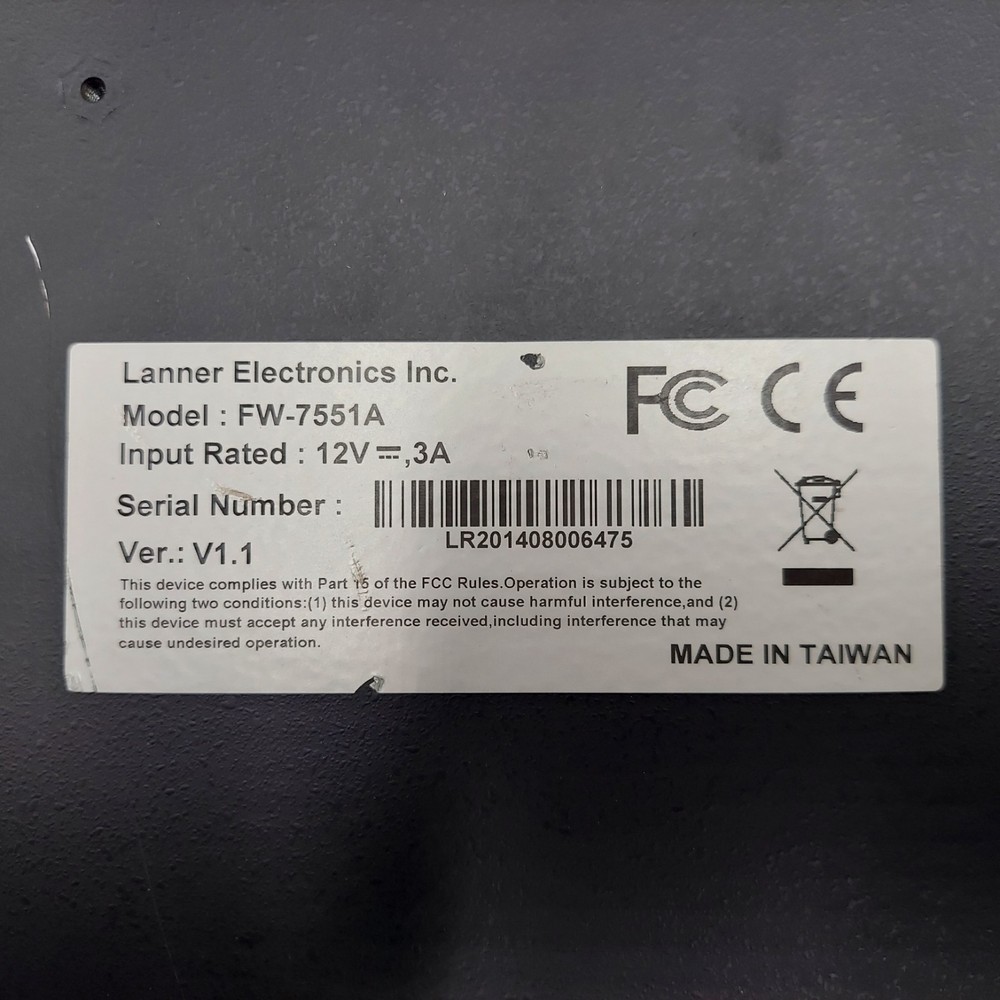 Lanner Electronics Inc.
FC CE
Model : FW-7551A
Input Rated : 12V⎓,3A
Serial Number :
LR201408006475
Ver.: V1.1
This device complies with Part 15 of the FCC Rules.Operation is subject to the
following two conditions:(1) this device may not cause harmful interference,and (2)
this device must accept any interference received,including interference that may
cause undesired operation.
MADE IN TAIWAN